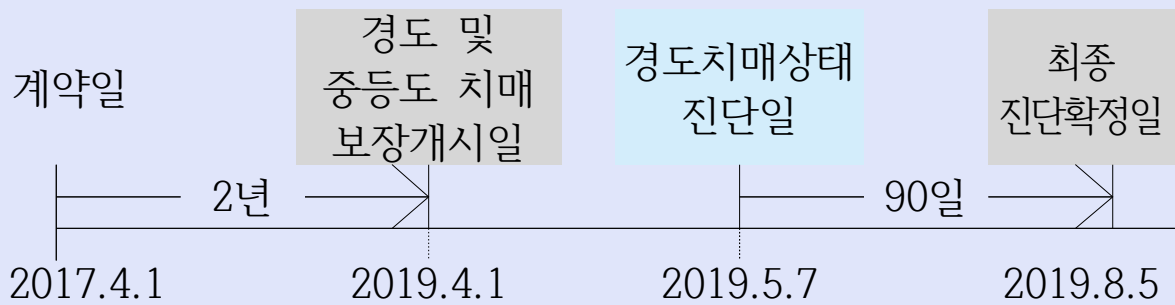 계약일
경도 및
중등도 치매
보장개시일
경도치매상태
진단일
최종
진단확정일
2년
90일
2017.4.1
2019.4.1
2019.5.7
2019.8.5